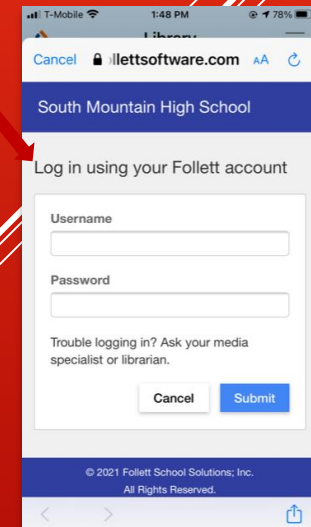 T-Mobile 1:48 PM 78%
Library
Cancel llettsoftware.com AA
South Mountain High School
Log in using your Follett account
Username
Password
Trouble logging in? Ask your media
specialist or librarian.
Cancel Submit
© 2021 Follett School Solutions; Inc.
All Rights Reserved.